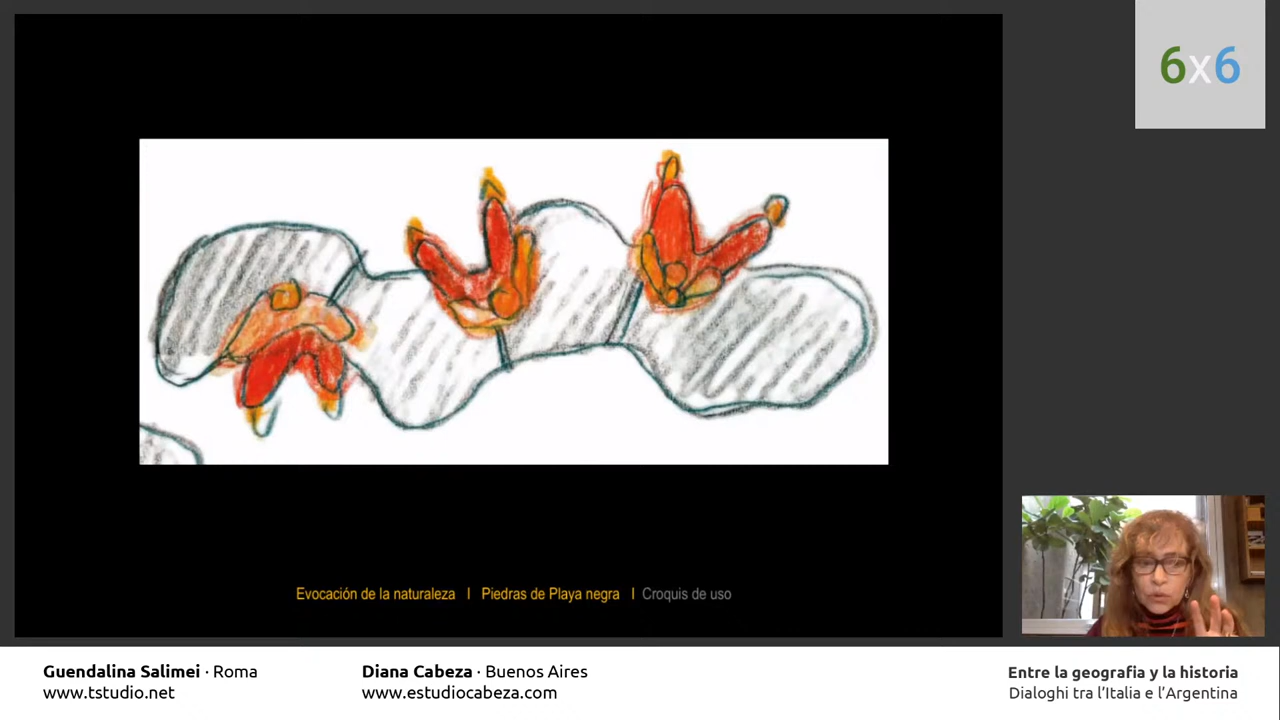 6x6
Evocación de la naturaleza I Piedras de Playa negra I Croquis de uso
Guendalina Salimei · Roma
www.tstudio.net
Diana Cabeza · Buenos Aires
www.estudiocabeza.com
Entre la geografia y la historia
Dialoghi tra l'Italia e l'Argentina